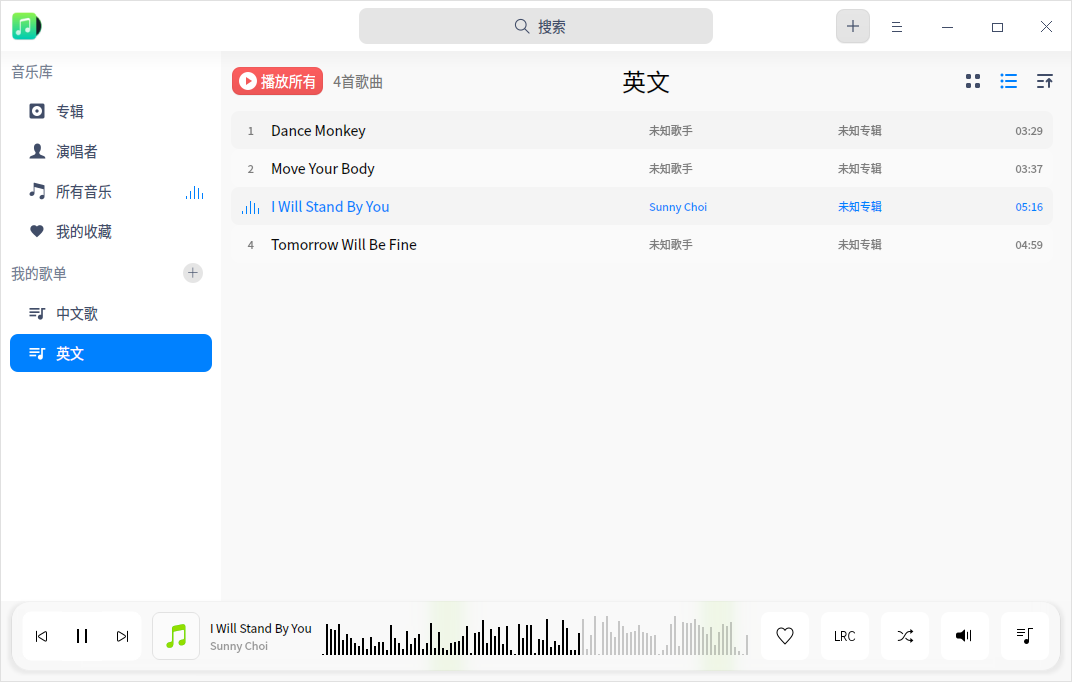 搜索
音乐库
专辑
演唱者
所有音乐
我的收藏
我的歌单
中文歌
英文
播放所有 4首歌曲 英文
1 Dance Monkey 未知歌手 未知专辑 03:29
2 Move Your Body 未知歌手 未知专辑 03:37
I Will Stand By You Sunny Choi 未知专辑 05:16
4 Tomorrow Will Be Fine 未知歌手 未知专辑 04:59
I Will Stand By You
Sunny Choi
LRC